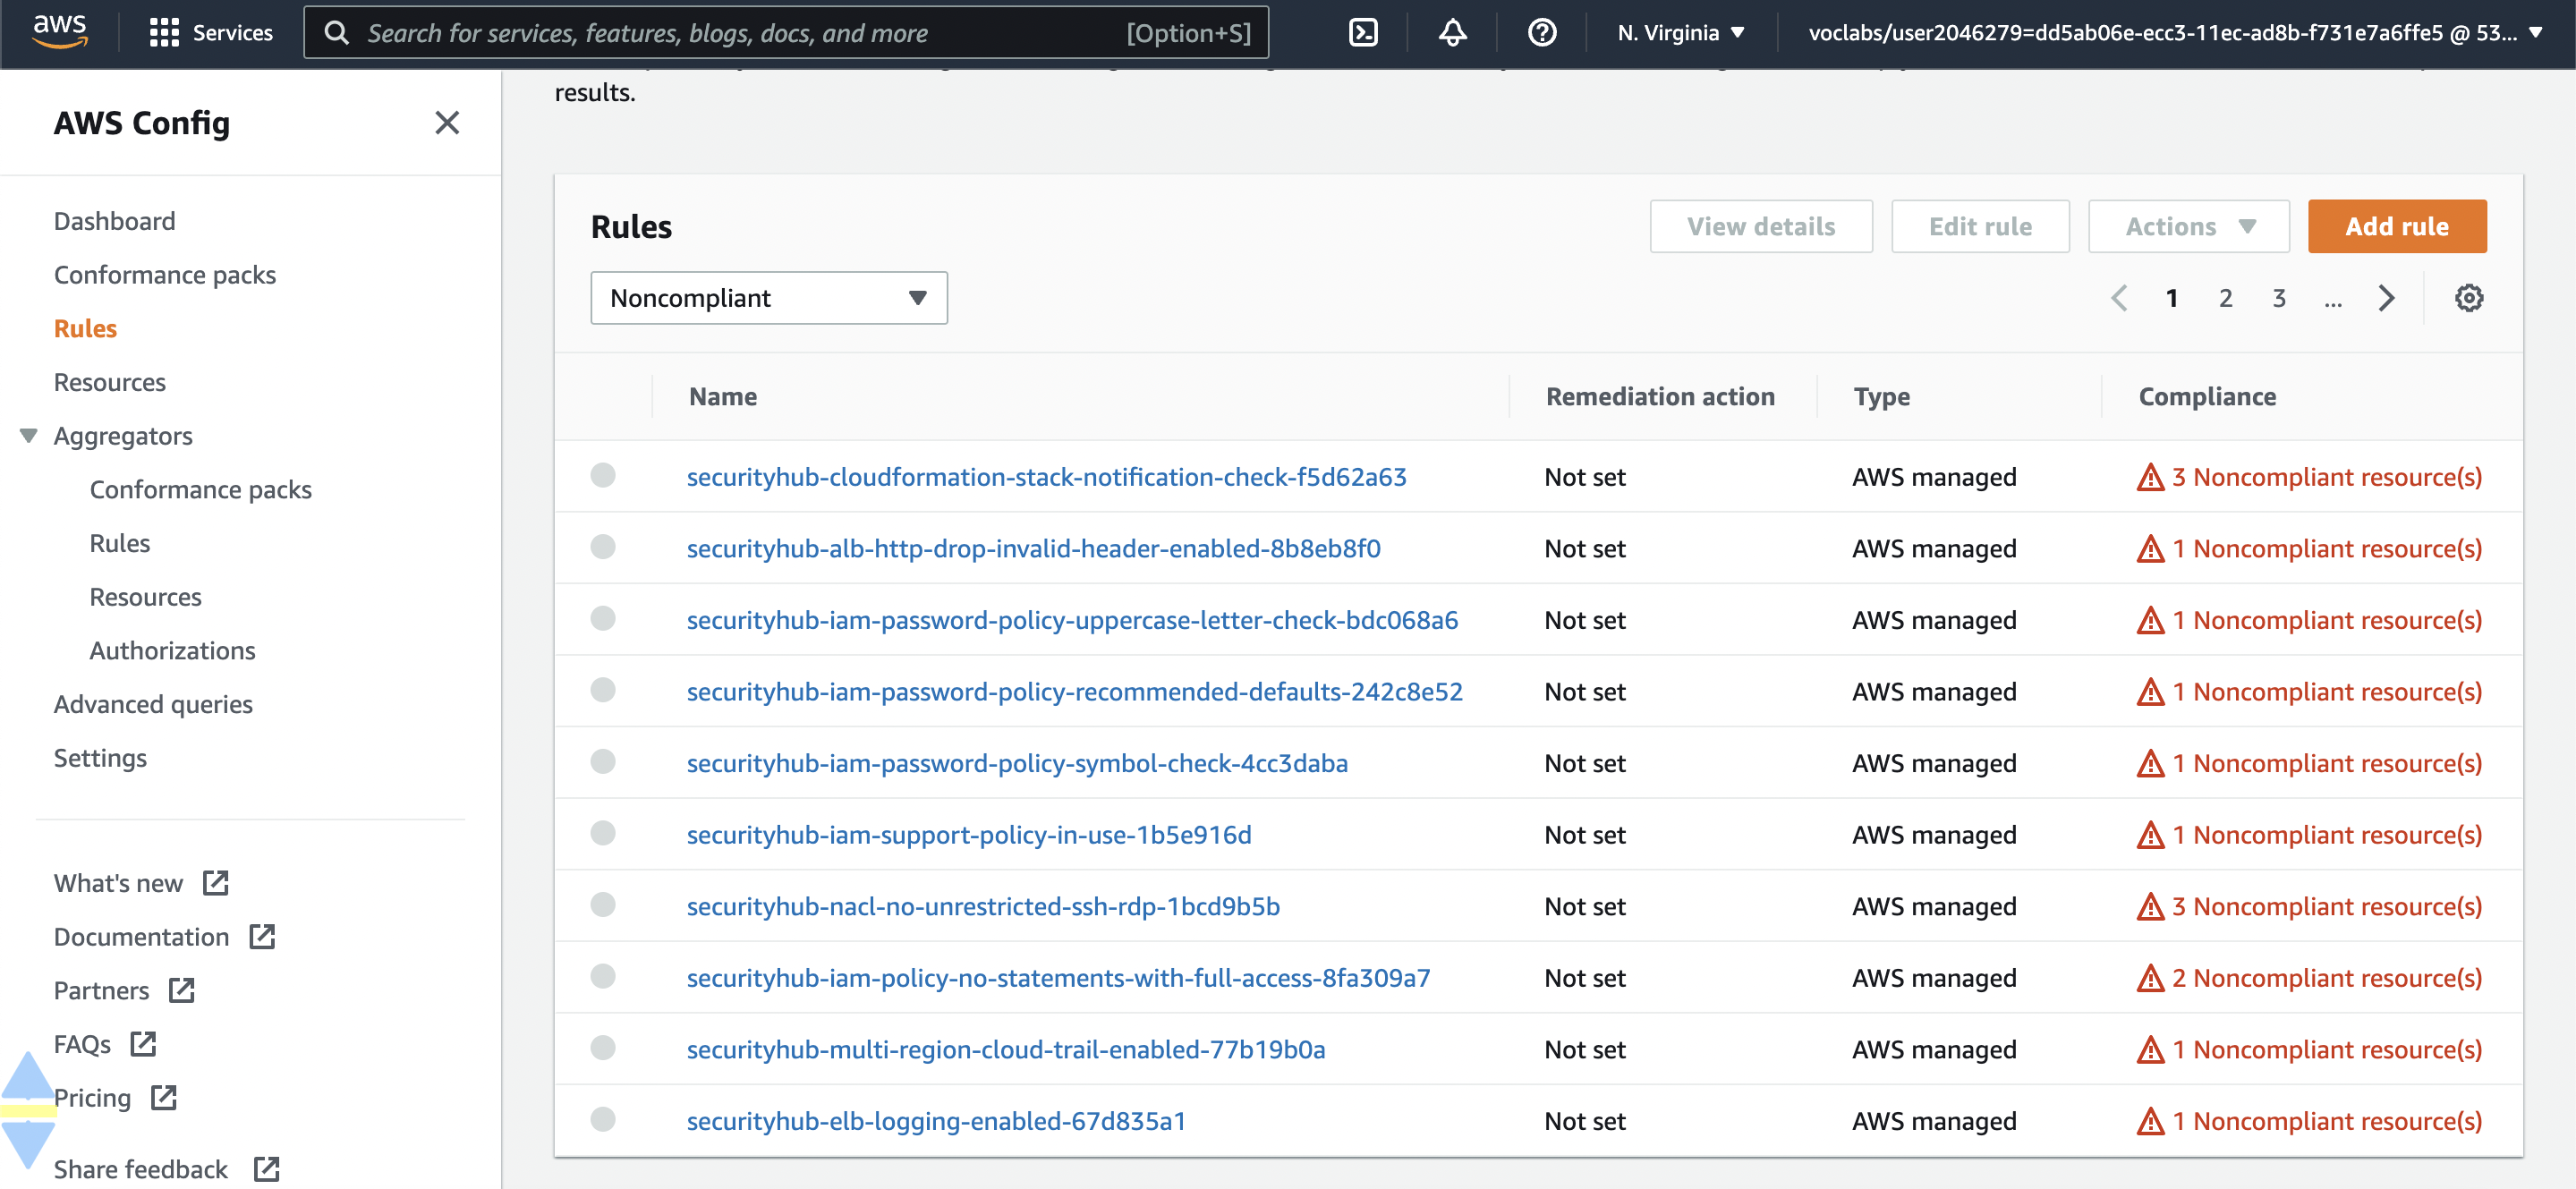 aws
Services
Search for services, features, blogs, docs, and more [Option+S]
N. Virginia
voclabs/user2046279=dd5ab06e-ecc3-11ec-ad8b-f731e7a6ffe5 @ 53...
AWS Config
Dashboard
Conformance packs
Rules
Resources
Aggregators
Conformance packs
Rules
Resources
Authorizations
Advanced queries
Settings
What's new
Documentation
Partners
FAQs
Pricing
Share feedback
results.
Rules
View details
Edit rule
Actions
Add rule
Noncompliant
1 2 3 ...
Name Remediation action Type Compliance
securityhub-cloudformation-stack-notification-check-f5d62a63 Not set AWS managed 3 Noncompliant resource(s)
securityhub-alb-http-drop-invalid-header-enabled-8b8eb8f0 Not set AWS managed 1 Noncompliant resource(s)
securityhub-iam-password-policy-uppercase-letter-check-bdc068a6 Not set AWS managed 1 Noncompliant resource(s)
securityhub-iam-password-policy-recommended-defaults-242c8e52 Not set AWS managed 1 Noncompliant resource(s)
securityhub-iam-password-policy-symbol-check-4cc3daba Not set AWS managed 1 Noncompliant resource(s)
securityhub-iam-support-policy-in-use-1b5e916d Not set AWS managed 1 Noncompliant resource(s)
securityhub-nacl-no-unrestricted-ssh-rdp-1bcd9b5b Not set AWS managed 3 Noncompliant resource(s)
securityhub-iam-policy-no-statements-with-full-access-8fa309a7 Not set AWS managed 2 Noncompliant resource(s)
securityhub-multi-region-cloud-trail-enabled-77b19b0a Not set AWS managed 1 Noncompliant resource(s)
securityhub-elb-logging-enabled-67d835a1 Not set AWS managed 1 Noncompliant resource(s)